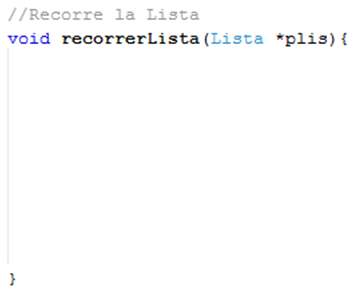 //Recorre la Lista
void recorrerLista(Lista *plis){
}